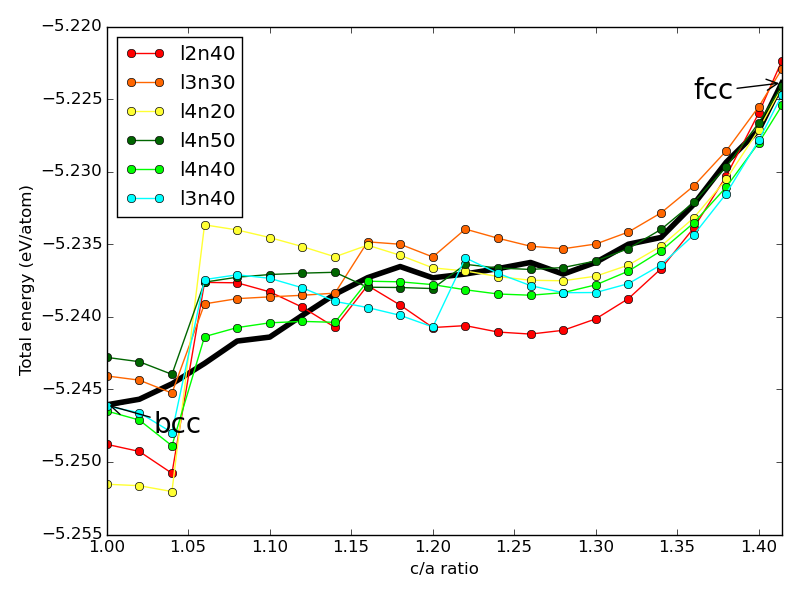 −5.220
−5.225
−5.230
−5.235
−5.240
−5.245
−5.250
−5.255
Total energy (eV/atom)
l2n40
l3n30
l4n20
l4n50
l4n40
l3n40
fcc
bcc
1.00 1.05 1.10 1.15 1.20 1.25 1.30 1.35 1.40
c/a ratio